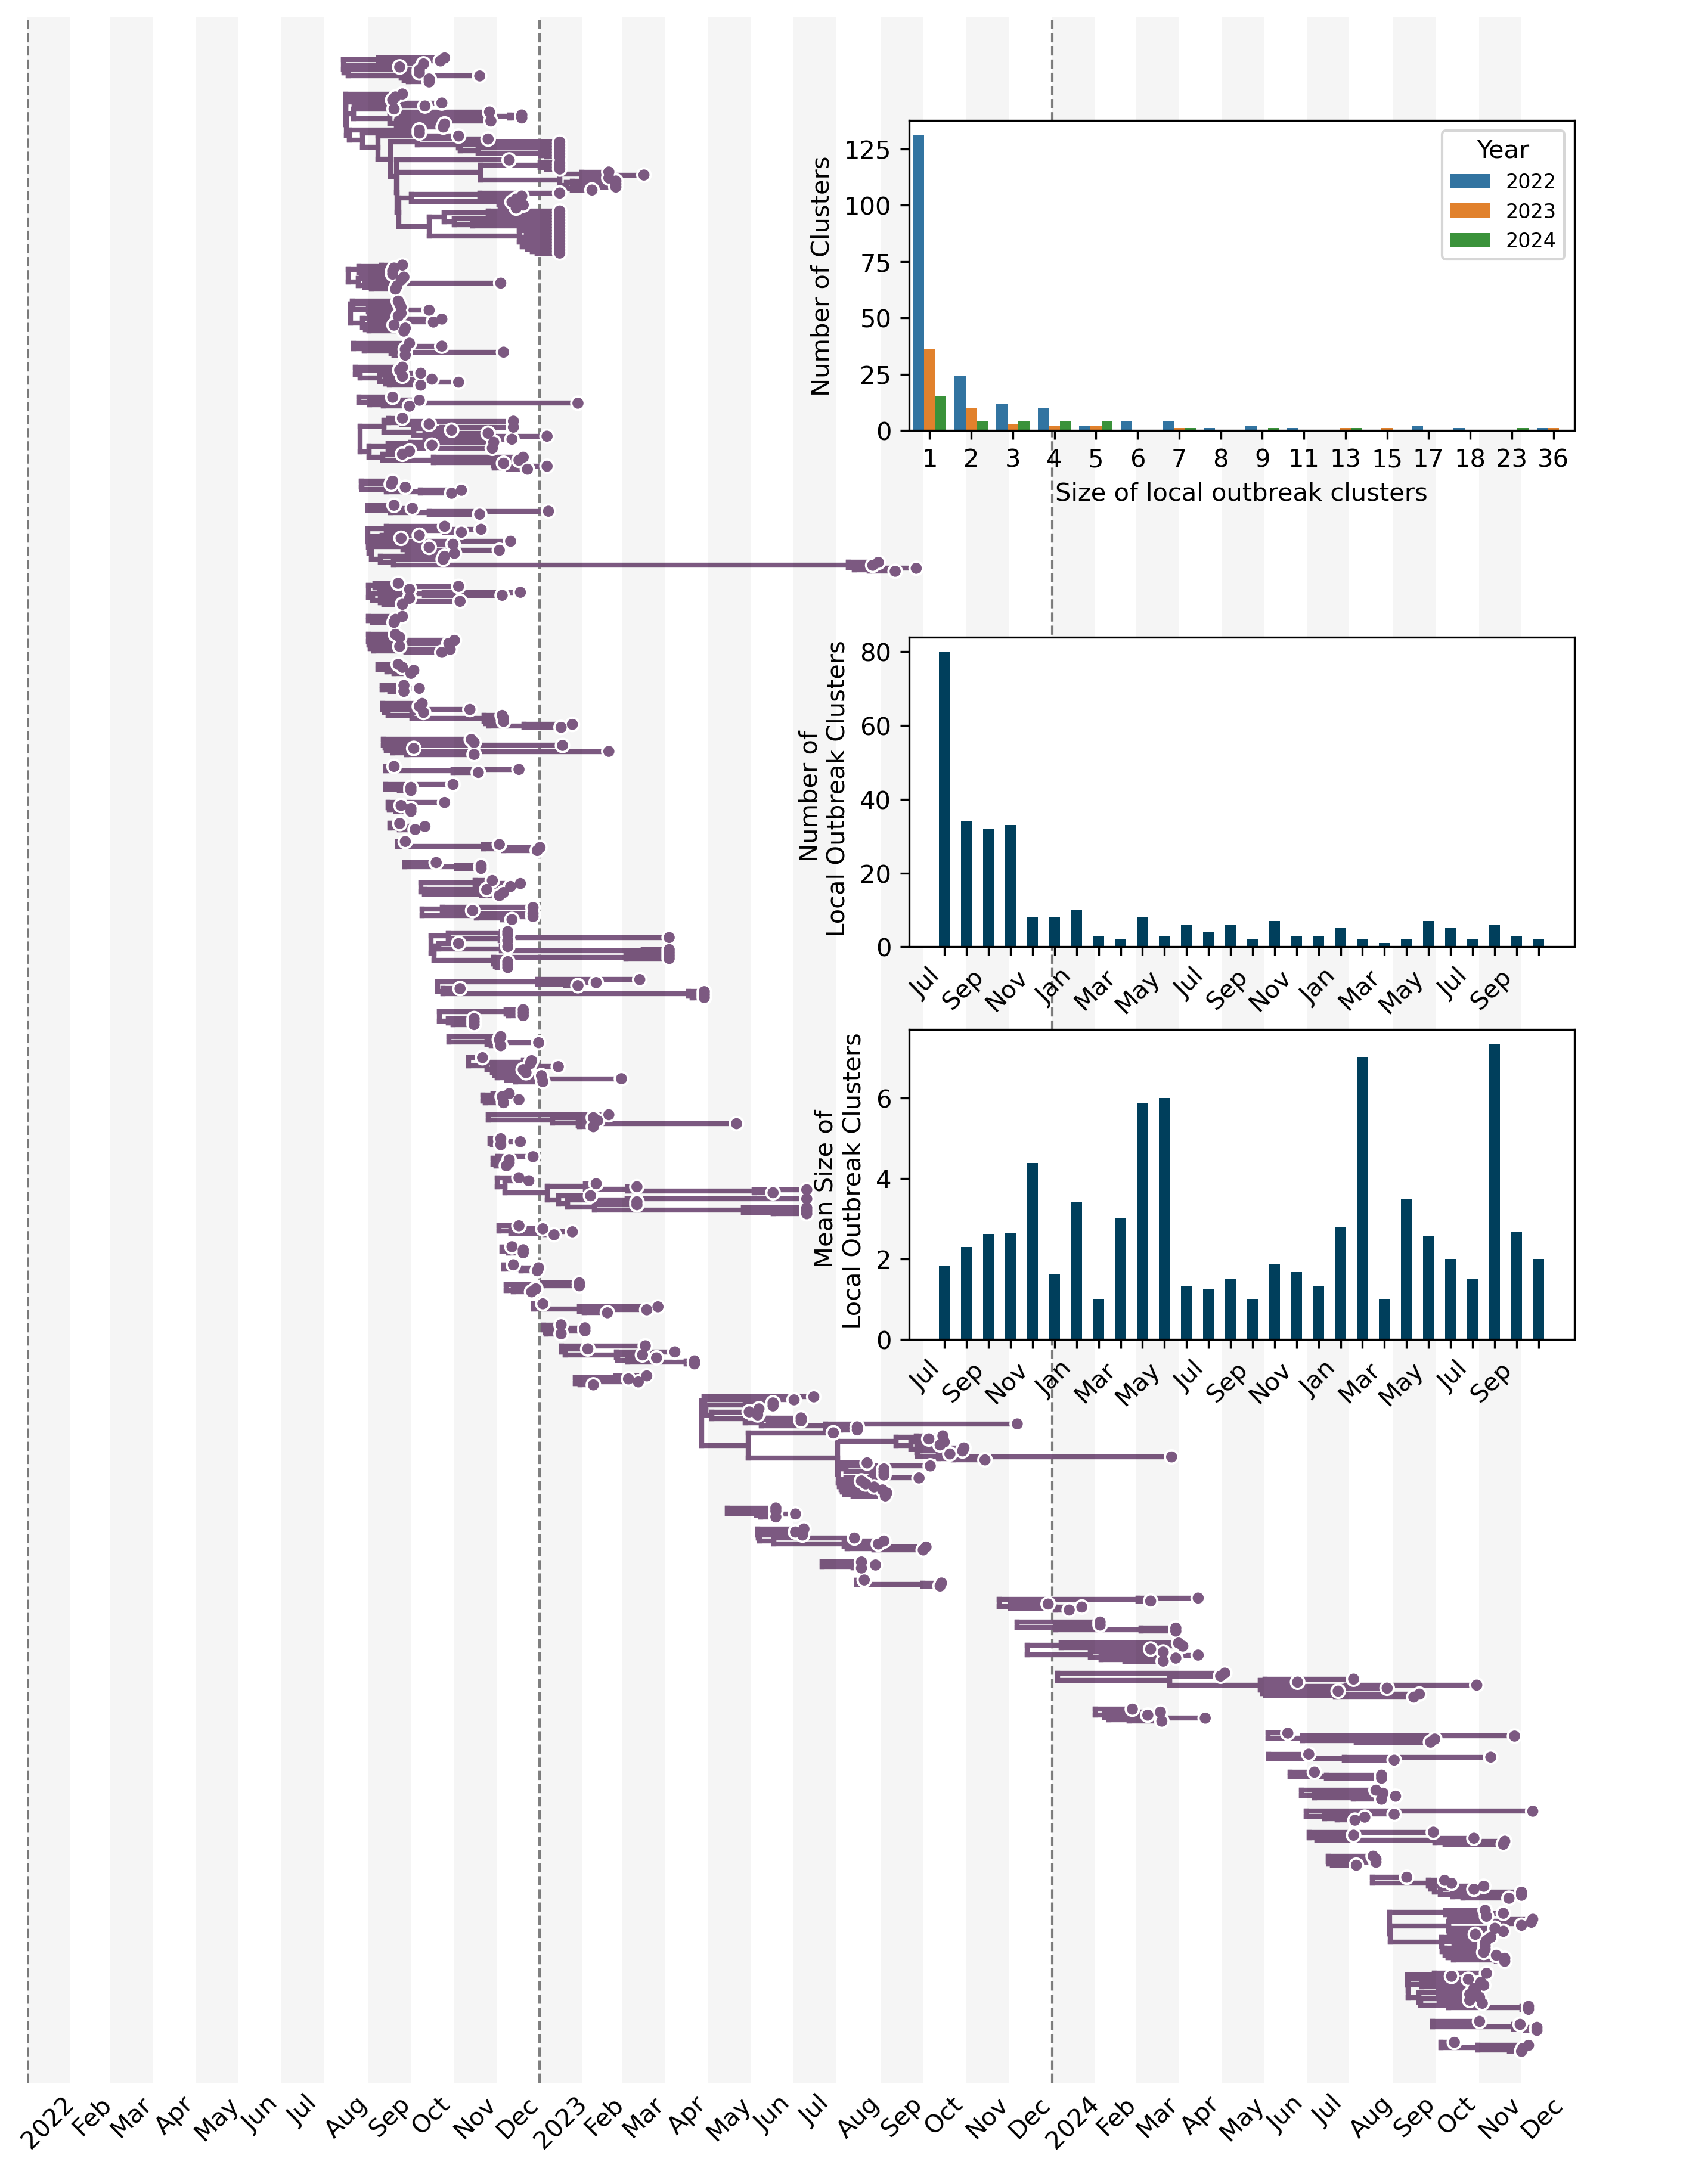 Number of Clusters
125
100
75
50
25
0
Year
2022
2023
2024
1 2 3 4 5 6 7 8 9 11 13 15 17 18 23 36
Size of local outbreak clusters
Number of
Local Outbreak Clusters
80
60
40
20
0
Jul Sep Nov Jan Mar May Jul Sep Nov Jan Mar May Jul Sep
Mean Size of
Local Outbreak Clusters
6
4
2
0
Jul Sep Nov Jan Mar May Jul Sep Nov Jan Mar May Jul Sep
2022 Feb Mar Apr May Jun Jul Aug Sep Oct Nov Dec 2023 Feb Mar Apr May Jun Jul Aug Sep Oct Nov Dec 2024 Feb Mar Apr May Jun Jul Aug Sep Oct Nov Dec